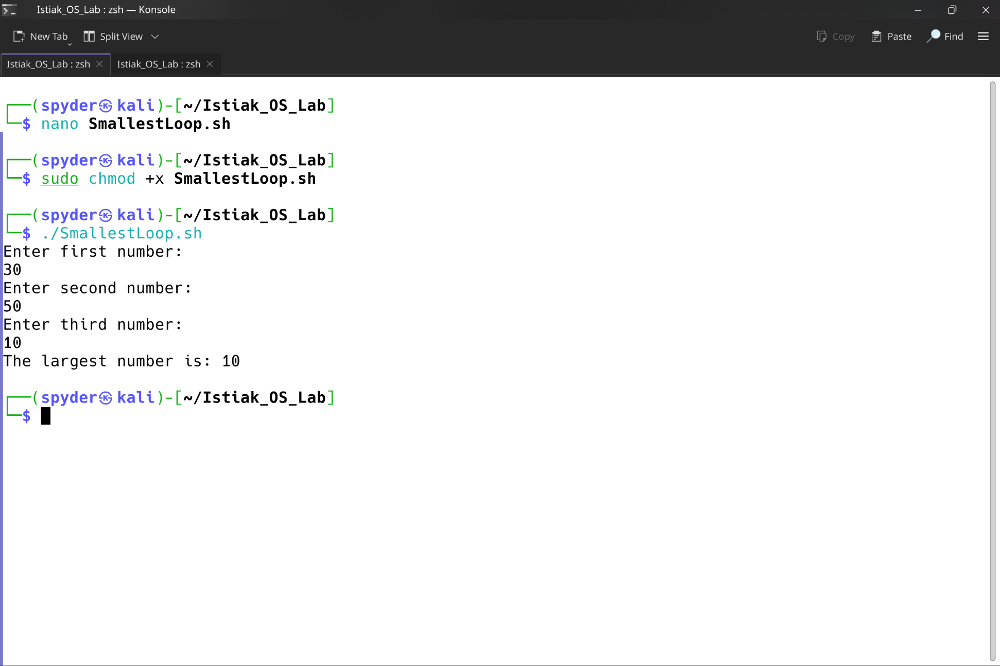 Istiak_OS_Lab : zsh — Konsole
New Tab Split View Copy Paste Find
Istiak_OS_Lab : zsh Istiak_OS_Lab : zsh
┌──(spyder㉿kali)-[~/Istiak_OS_Lab]
└─$ nano SmallestLoop.sh
┌──(spyder㉿kali)-[~/Istiak_OS_Lab]
└─$ sudo chmod +x SmallestLoop.sh
┌──(spyder㉿kali)-[~/Istiak_OS_Lab]
└─$ ./SmallestLoop.sh
Enter first number:
30
Enter second number:
50
Enter third number:
10
The largest number is: 10
┌──(spyder㉿kali)-[~/Istiak_OS_Lab]
└─$